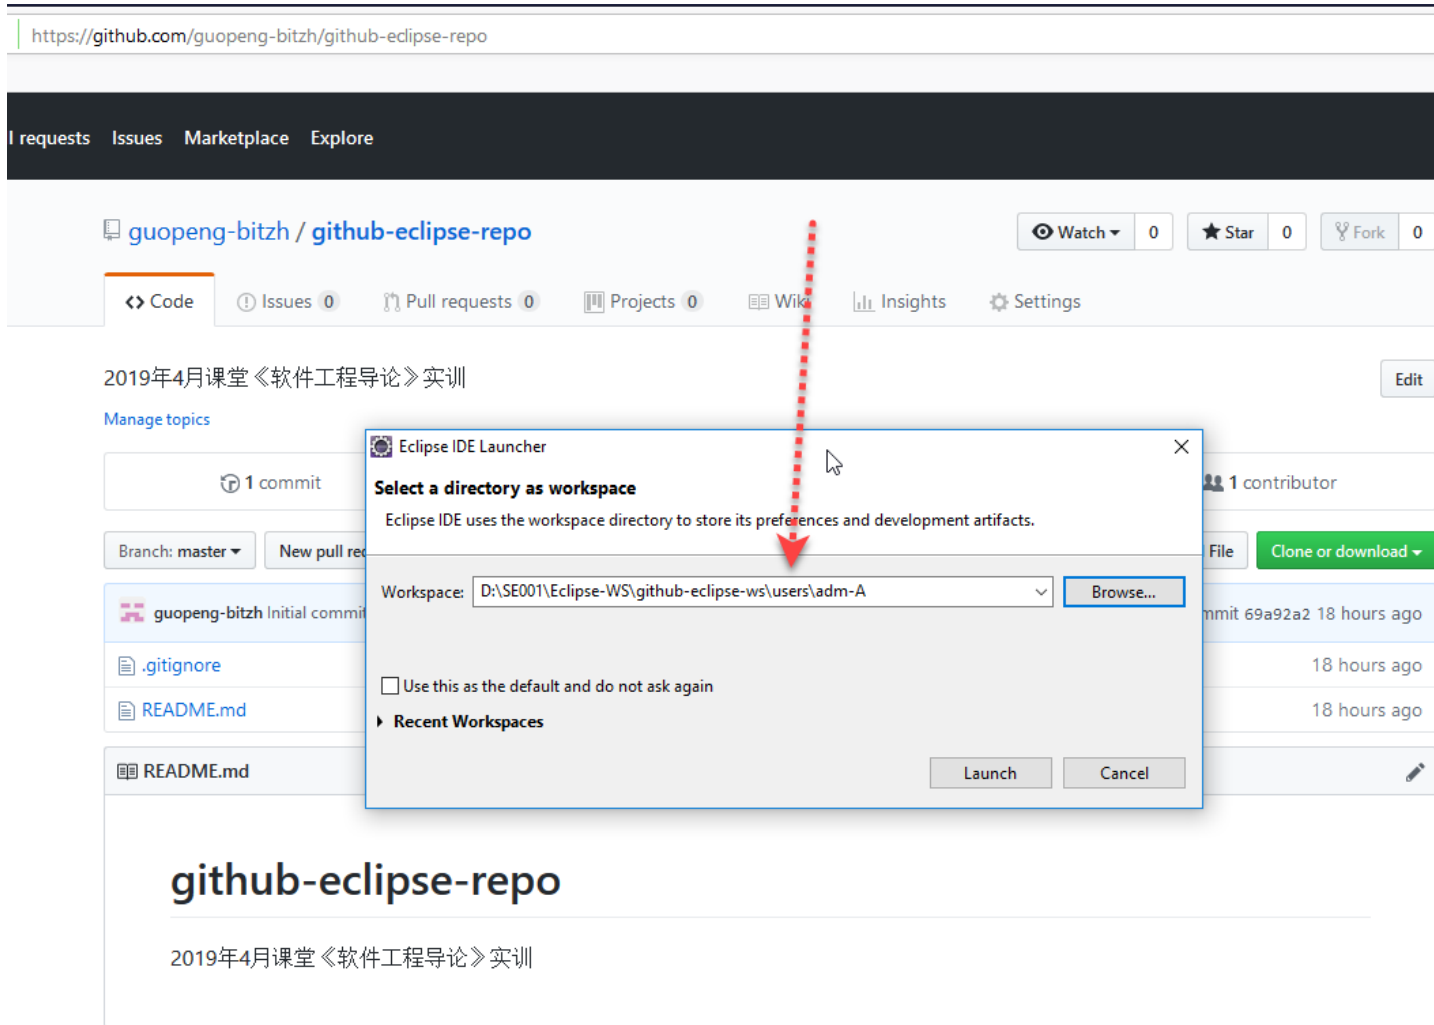 https://github.com/guopeng-bitzh/github-eclipse-repo
requests Issues Marketplace Explore
guopeng-bitzh / github-eclipse-repo
Watch 0 Star 0 Fork 0
Code Issues 0 Pull requests 0 Projects 0 Wiki Insights Settings
2019年4月课堂《软件工程导论》实训
Edit
Manage topics
Eclipse IDE Launcher
1 commit
Select a directory as workspace
1 contributor
Eclipse IDE uses the workspace directory to store its preferences and development artifacts.
Branch: master New pull
File Clone or download
Workspace: D:\SE001\Eclipse-WS\github-eclipse-ws\users\adm-A Browse...
guopeng-bitzh Initial commit
69a92a2 18 hours ago
.gitignore
18 hours ago
Use this as the default and do not ask again
README.md
18 hours ago
Recent Workspaces
README.md
Launch Cancel
github-eclipse-repo
2019年4月课堂《软件工程导论》实训